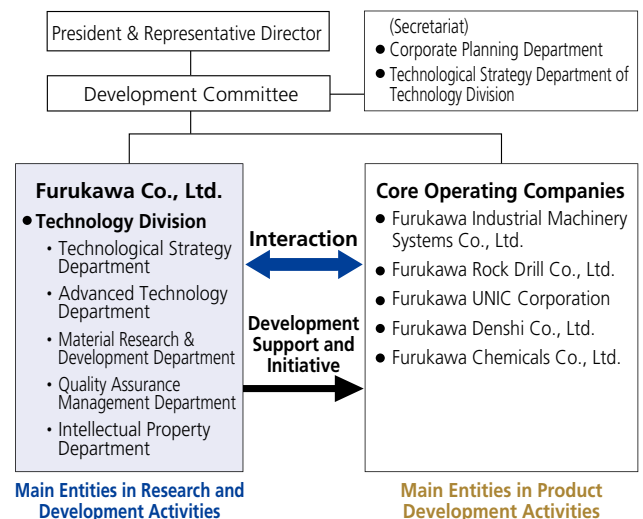 President & Representative Director
(Secretariat)
● Corporate Planning Department
● Technological Strategy Department of
Technology Division
Development Committee
Furukawa Co., Ltd.
● Technology Division
・Technological Strategy
Department
・Advanced Technology
Department
・Material Research &
Development Department
・Quality Assurance
Management Department
・Intellectual Property
Department
Interaction
Development
Support and
Initiative
Core Operating Companies
● Furukawa Industrial Machinery
Systems Co., Ltd.
● Furukawa Rock Drill Co., Ltd.
● Furukawa UNIC Corporation
● Furukawa Denshi Co., Ltd.
● Furukawa Chemicals Co., Ltd.
Main Entities in Research and
Development Activities
Main Entities in Product
Development Activities